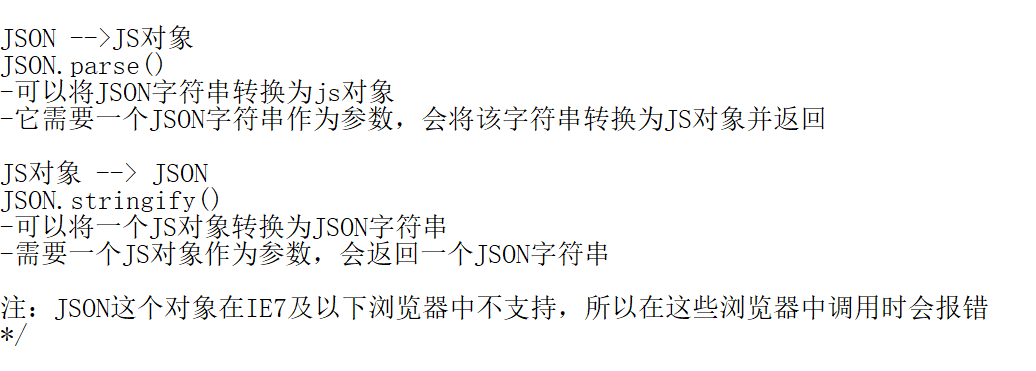 JSON -->JS对象
JSON.parse()
-可以将JSON字符串转换为js对象
-它需要一个JSON字符串作为参数，会将该字符串转换为JS对象并返回
JS对象 --> JSON
JSON.stringify()
-可以将一个JS对象转换为JSON字符串
-需要一个JS对象作为参数，会返回一个JSON字符串
注：JSON这个对象在IE7及以下浏览器中不支持，所以在这些浏览器中调用时会报错
*/